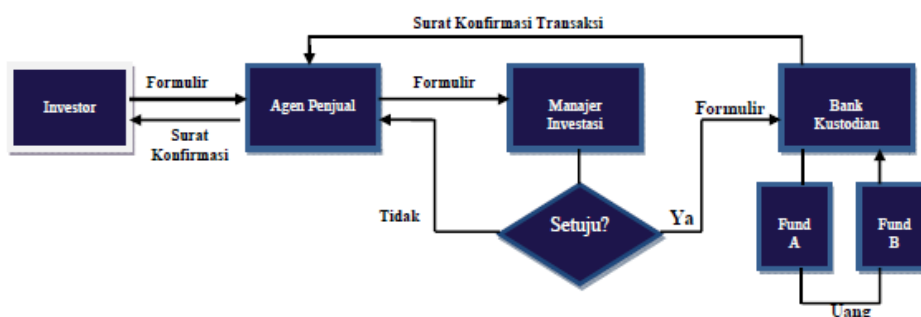 Surat Konfirmasi Transaksi
Investor
Formulir
Surat
Konfirmasi
Agen Penjual
Formulir
Manajer
Investasi
Formulir
Bank
Kustodian
Tidak
Setuju?
Ya
Fund
A
Fund
B
Uang